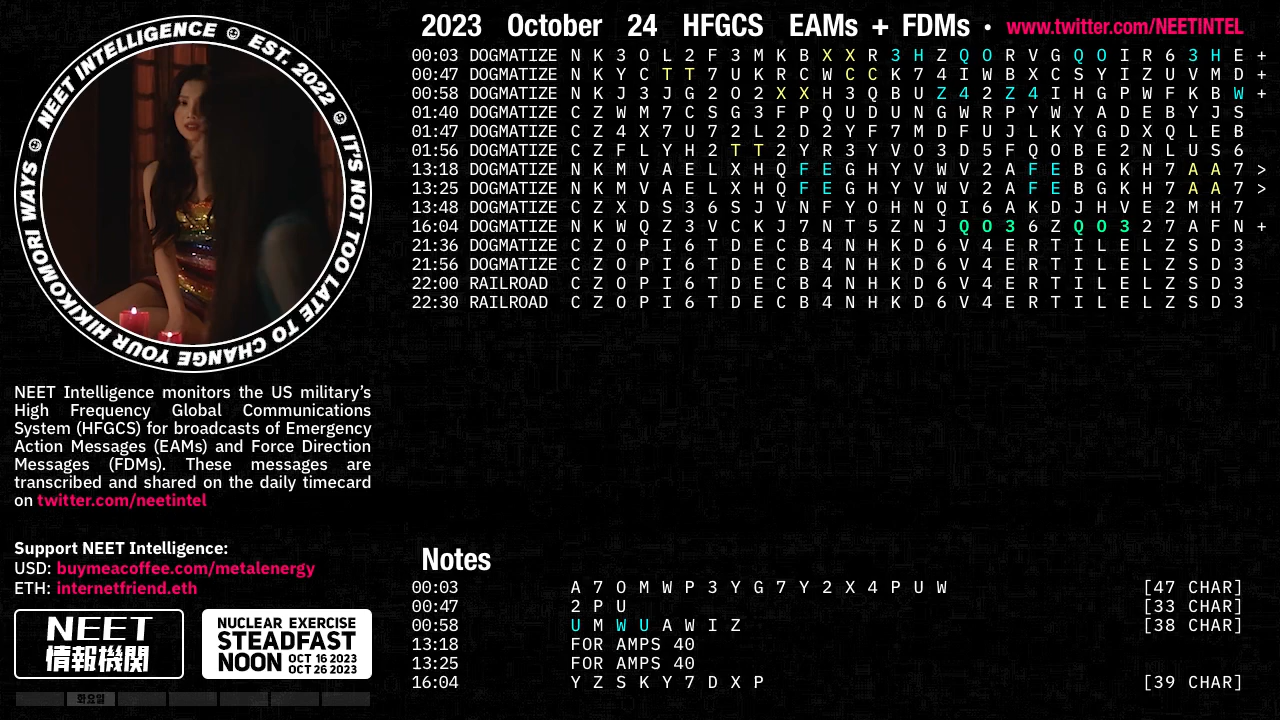 NEET INTELLIGENCE ☺ EST. 2022 ☺ IT'S NOT TOO LATE TO CHANGE YOUR HIKIKOMORI WAYS ☺
NEET Intelligence monitors the US military's
High Frequency Global Communications
System (HFGCS) for broadcasts of Emergency
Action Messages (EAMs) and Force Direction
Messages (FDMs). These messages are
transcribed and shared on the daily timecard
on twitter.com/neetintel
Support NEET Intelligence:
USD: buymeacoffee.com/metalenergy
ETH: internetfriend.eth
NEET
情報機関
NUCLEAR EXERCISE
STEADFAST
NOON OCT 16 2023
OCT 26 2023
화요일
2023 October 24 HFGCS EAMs + FDMs • www.twitter.com/NEETINTEL
00:03 DOGMATIZE N K 3 O L 2 F 3 M K B X X R 3 H Z Q O R V G Q O I R 6 3 H E +
00:47 DOGMATIZE N K Y C T T 7 U K R C W C C K 7 4 I W B X C S Y I Z U V M D +
00:58 DOGMATIZE N K J 3 J G 2 O 2 X X H 3 Q B U Z 4 2 Z 4 I H G P W F K B W +
01:40 DOGMATIZE C Z W M 7 C S G 3 F P Q U D U N G W R P Y W Y A D E B Y J S
01:47 DOGMATIZE C Z 4 X 7 U 7 2 L 2 D 2 Y F 7 M D F U J L K Y G D X Q L E B
01:56 DOGMATIZE C Z F L Y H 2 T T 2 Y R 3 Y V O 3 D 5 F Q O B E 2 N L U S 6
13:18 DOGMATIZE N K M V A E L X H Q F E G H Y V W V 2 A F E B G K H 7 A A 7 >
13:25 DOGMATIZE N K M V A E L X H Q F E G H Y V W V 2 A F E B G K H 7 A A 7 >
13:48 DOGMATIZE C Z X D S 3 6 S J V N F Y O H N Q I 6 A K D J H V E 2 M H 7
16:04 DOGMATIZE N K W Q Z 3 V C K J 7 N T 5 Z N J Q O 3 6 Z Q O 3 2 7 A F N +
21:36 DOGMATIZE C Z O P I 6 T D E C B 4 N H K D 6 V 4 E R T I L E L Z S D 3
21:56 DOGMATIZE C Z O P I 6 T D E C B 4 N H K D 6 V 4 E R T I L E L Z S D 3
22:00 RAILROAD C Z O P I 6 T D E C B 4 N H K D 6 V 4 E R T I L E L Z S D 3
22:30 RAILROAD C Z O P I 6 T D E C B 4 N H K D 6 V 4 E R T I L E L Z S D 3
Notes
00:03 A 7 O M W P 3 Y G 7 Y 2 X 4 P U W [47 CHAR]
00:47 2 P U [33 CHAR]
00:58 U M W U A W I Z [38 CHAR]
13:18 FOR AMPS 40
13:25 FOR AMPS 40
16:04 Y Z S K Y 7 D X P [39 CHAR]